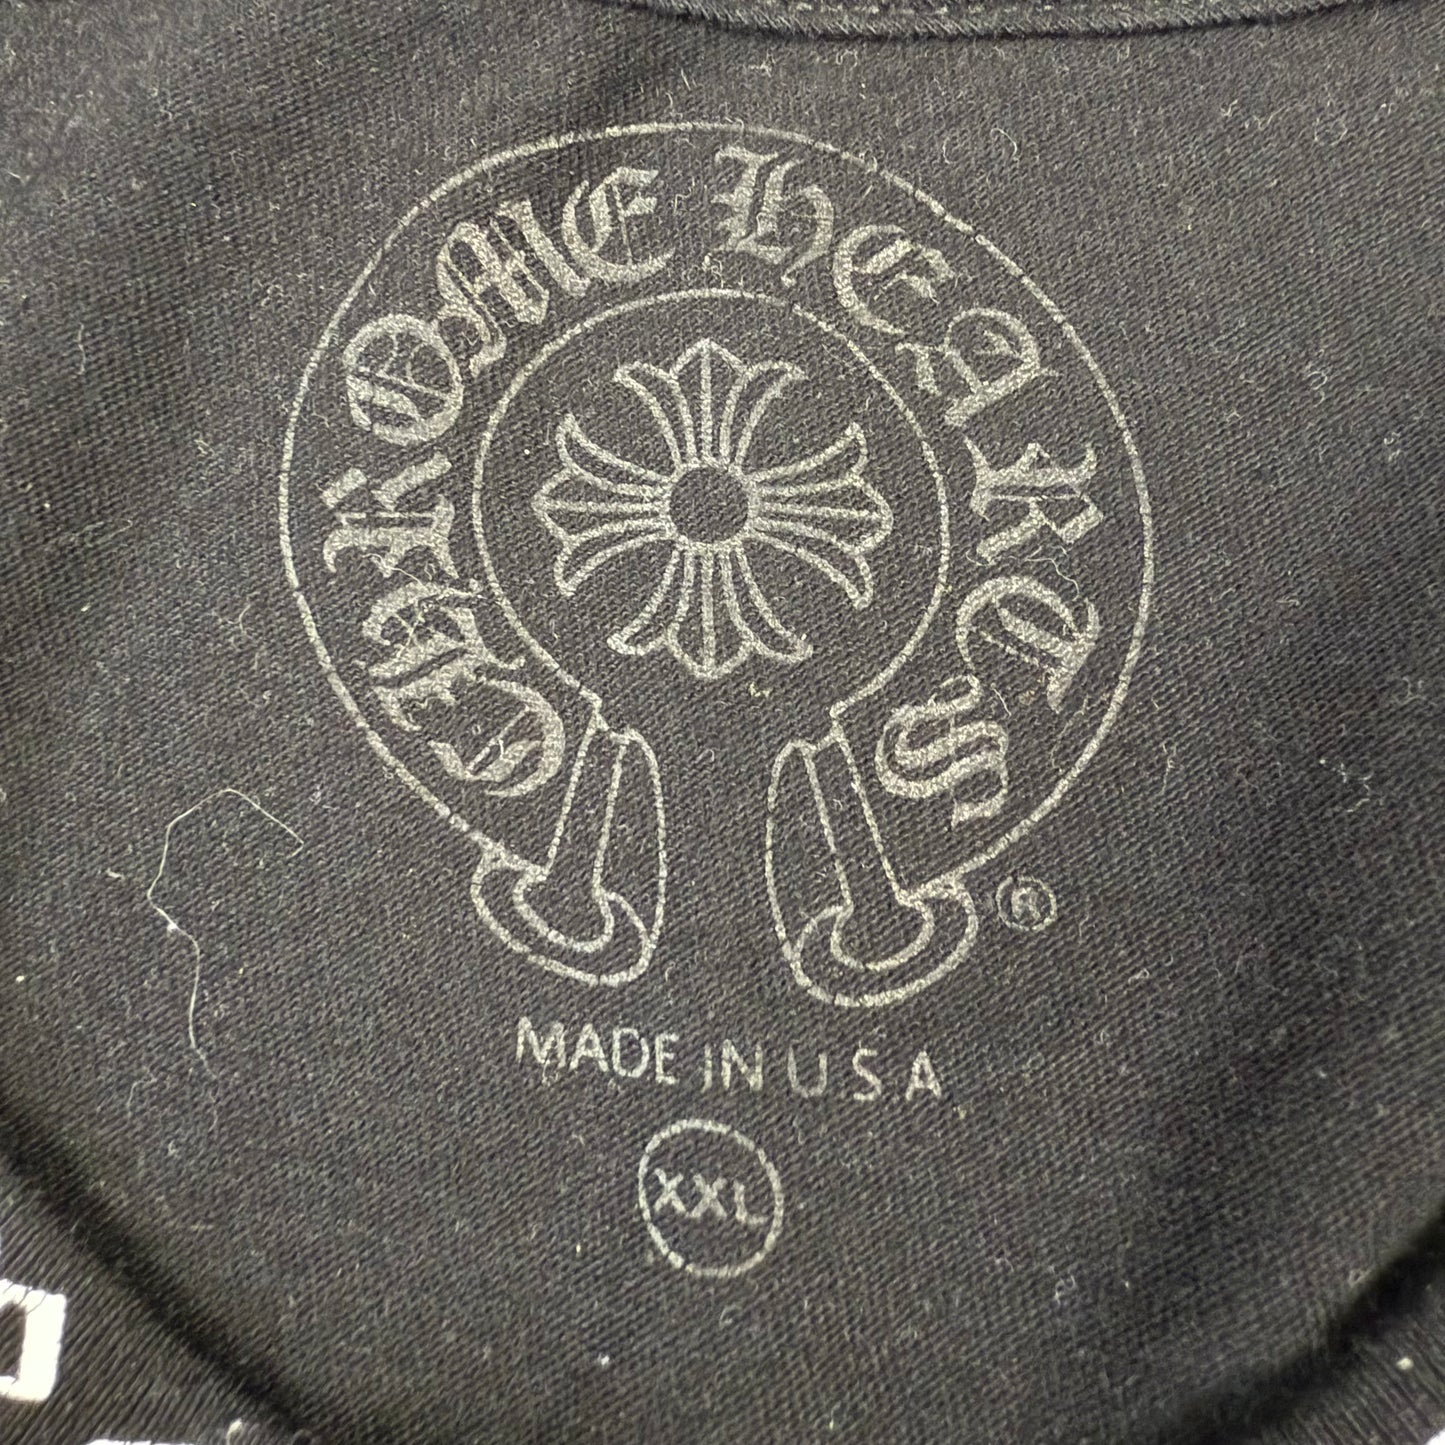 CHROME HEARTS
®
MADE IN U.S.A
XXL